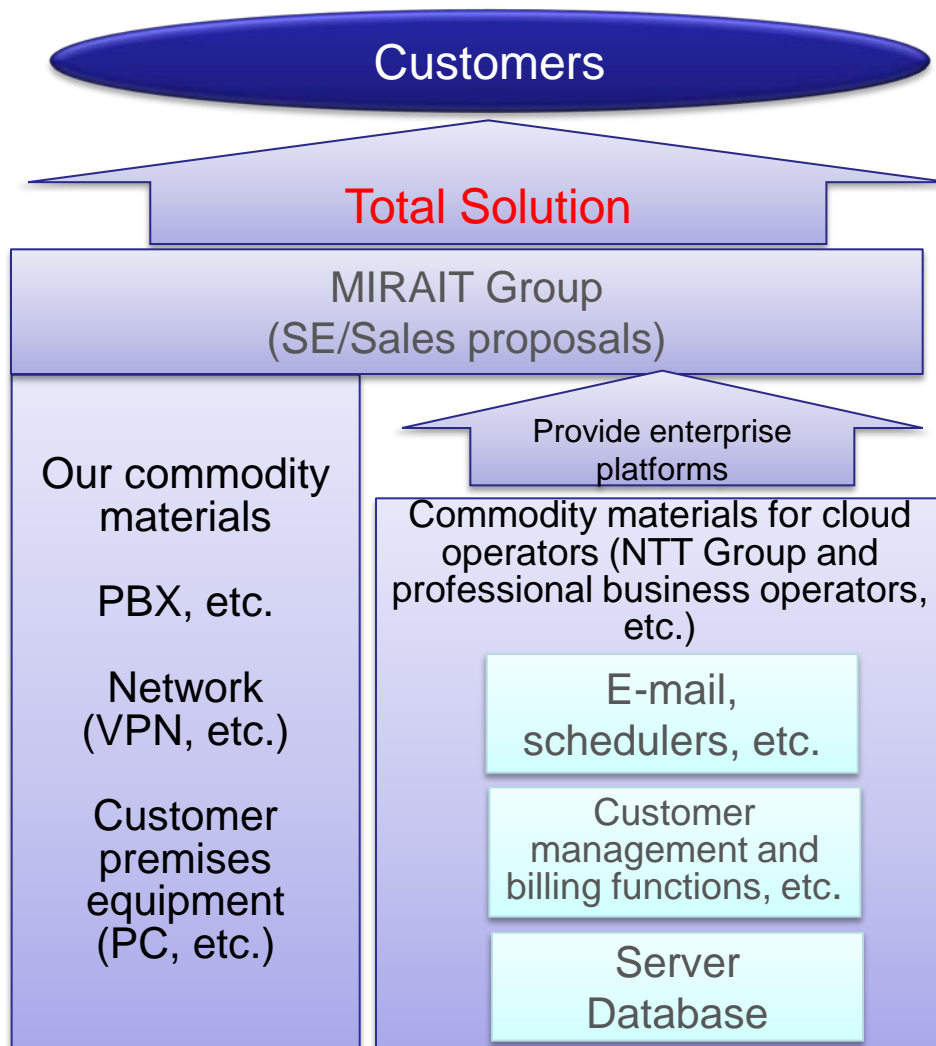 Customers
Total Solution
MIRAIT Group
(SE/Sales proposals)
Our commodity
materials
PBX, etc.
Network
(VPN, etc.)
Customer
premises
equipment
(PC, etc.)
Provide enterprise
platforms
Commodity materials for cloud
operators (NTT Group and
professional business operators,
etc.)
E-mail,
schedulers, etc.
Customer
management and
billing functions, etc.
Server
Database